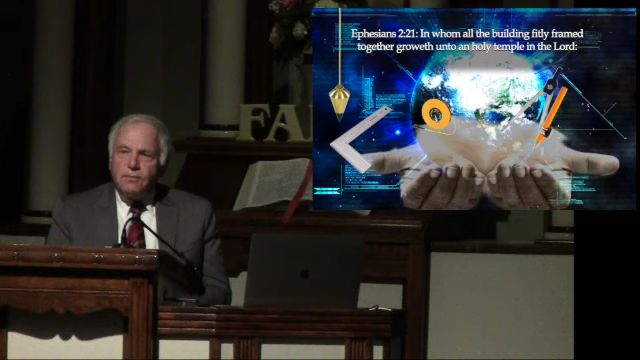 Ephesians 2:21: In whom all the building fitly framed
together groweth unto an holy temple in the Lord:
FA